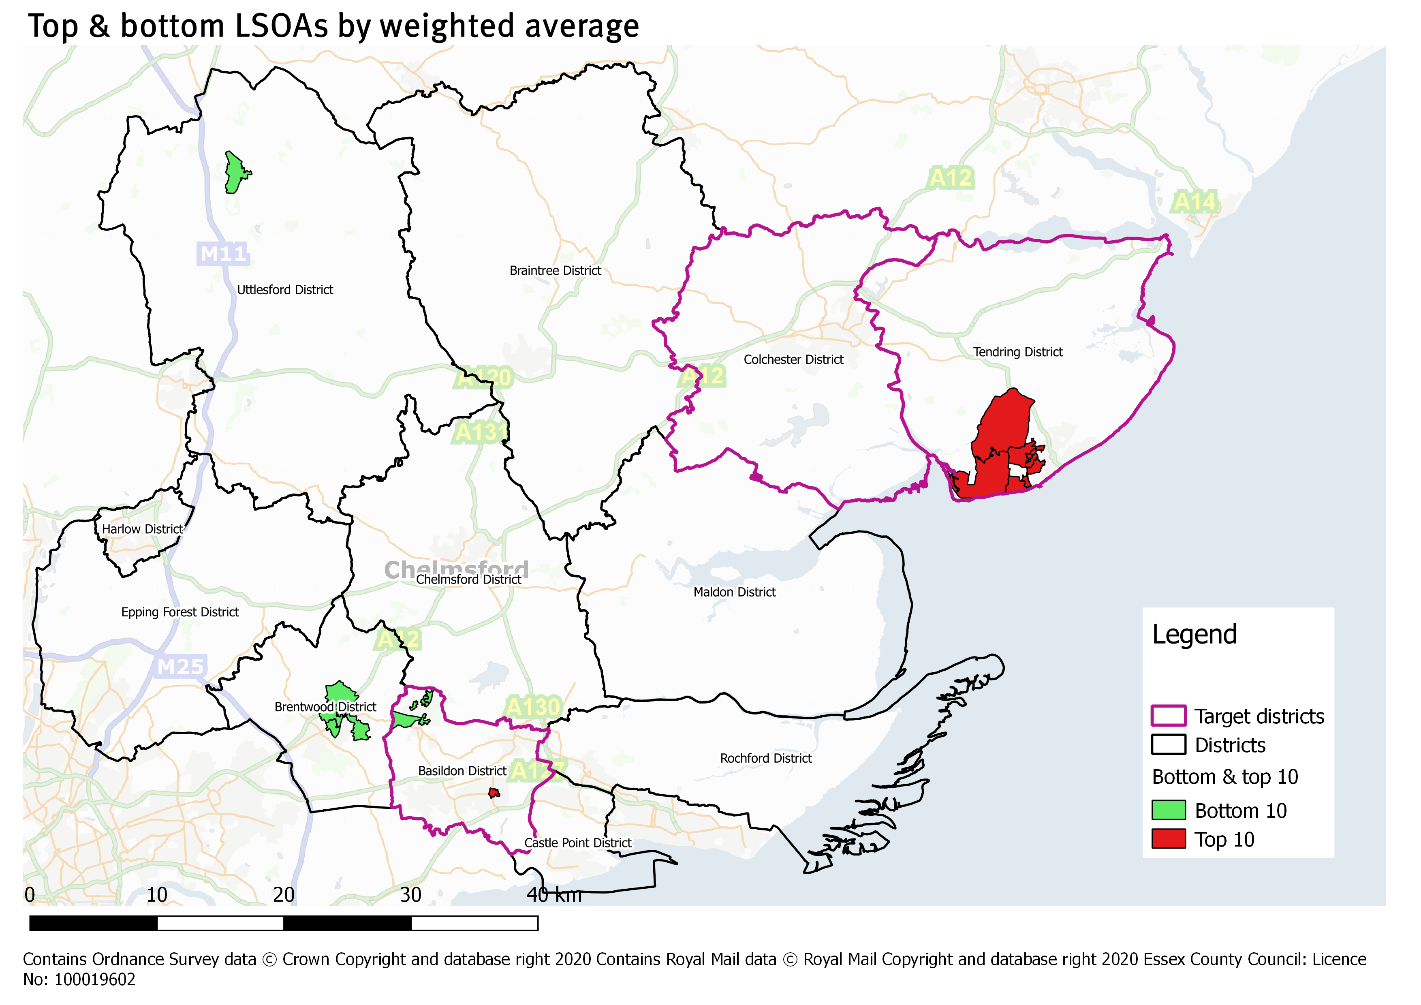 Top & bottom LSOAs by weighted average
A12
A14
M11
Braintree District
Uttlesford District
Tendring District
Colchester District
A120
A12
A131
Harlow District
Chelmsford
Chelmsford District
Maldon District
Epping Forest District
A12
M25
Brentwood District
A130
Rochford District
Basildon District
A127
Castle Point District
Legend
Target districts
Districts
Bottom & top 10
Bottom 10
Top 10
0 10 20 30 40 km
Contains Ordnance Survey data © Crown Copyright and database right 2020 Contains Royal Mail data © Royal Mail Copyright and database right 2020 Essex County Council: Licence
No: 100019602